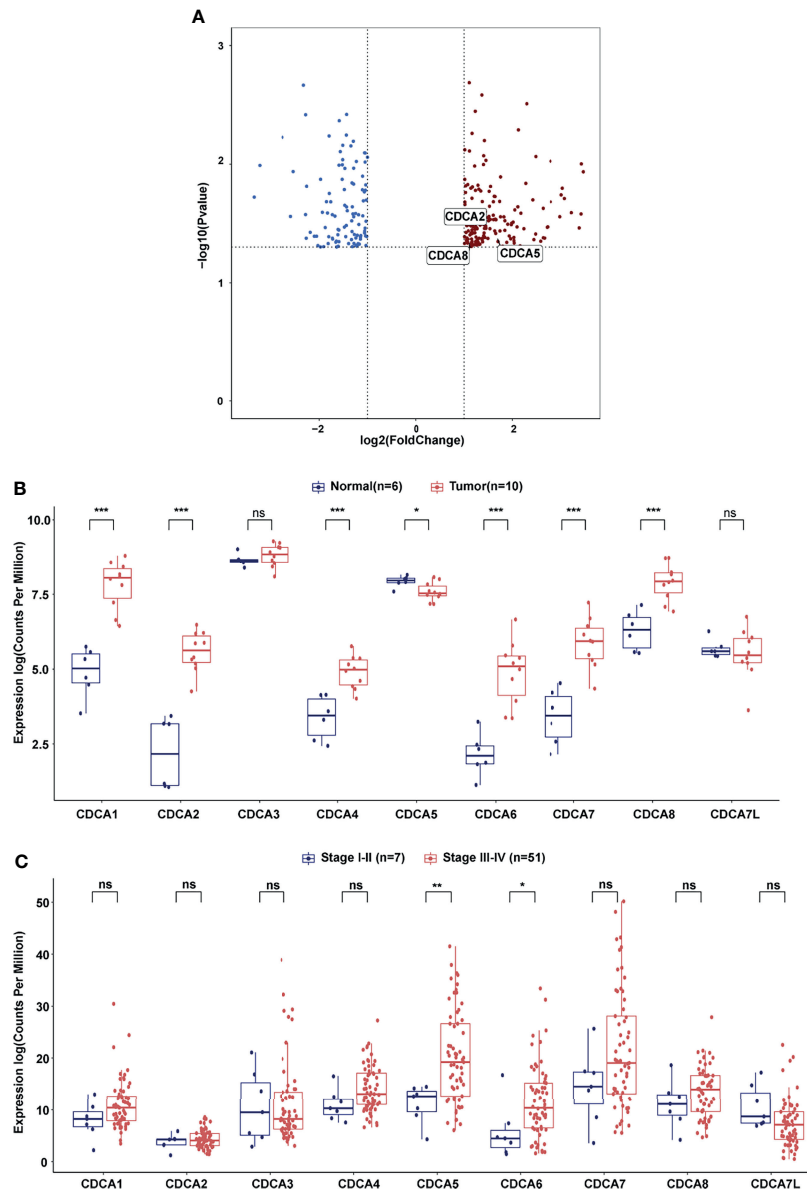 A
3
2
1
0
−log10(Pvalue)
CDCA2
CDCA8
CDCA5
−2
0
2
log2(FoldChange)
B
Normal(n=6)
Tumor(n=10)
***
***
ns
***
*
***
***
***
ns
10.0
7.5
5.0
2.5
Expression log(Counts Per Million)
CDCA1
CDCA2
CDCA3
CDCA4
CDCA5
CDCA6
CDCA7
CDCA8
CDCA7L
C
Stage I-II (n=7)
Stage III-IV (n=51)
ns
ns
ns
ns
**
*
ns
ns
ns
50
40
30
20
10
0
Expression log(Counts Per Million)
CDCA1
CDCA2
CDCA3
CDCA4
CDCA5
CDCA6
CDCA7
CDCA8
CDCA7L